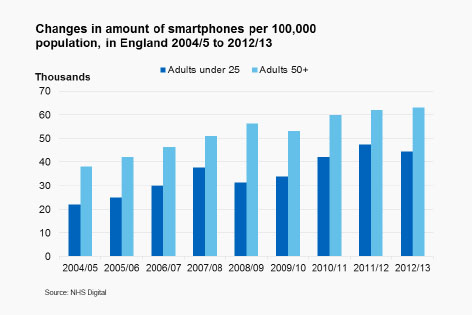 Changes in amount of smartphones per 100,000
population, in England 2004/5 to 2012/13
Thousands
Adults under 25 Adults 50+
70
60
50
40
30
20
10
0
2004/05 2005/06 2006/07 2007/08 2008/09 2009/10 2010/11 2011/12 2012/13
Source: NHS Digital